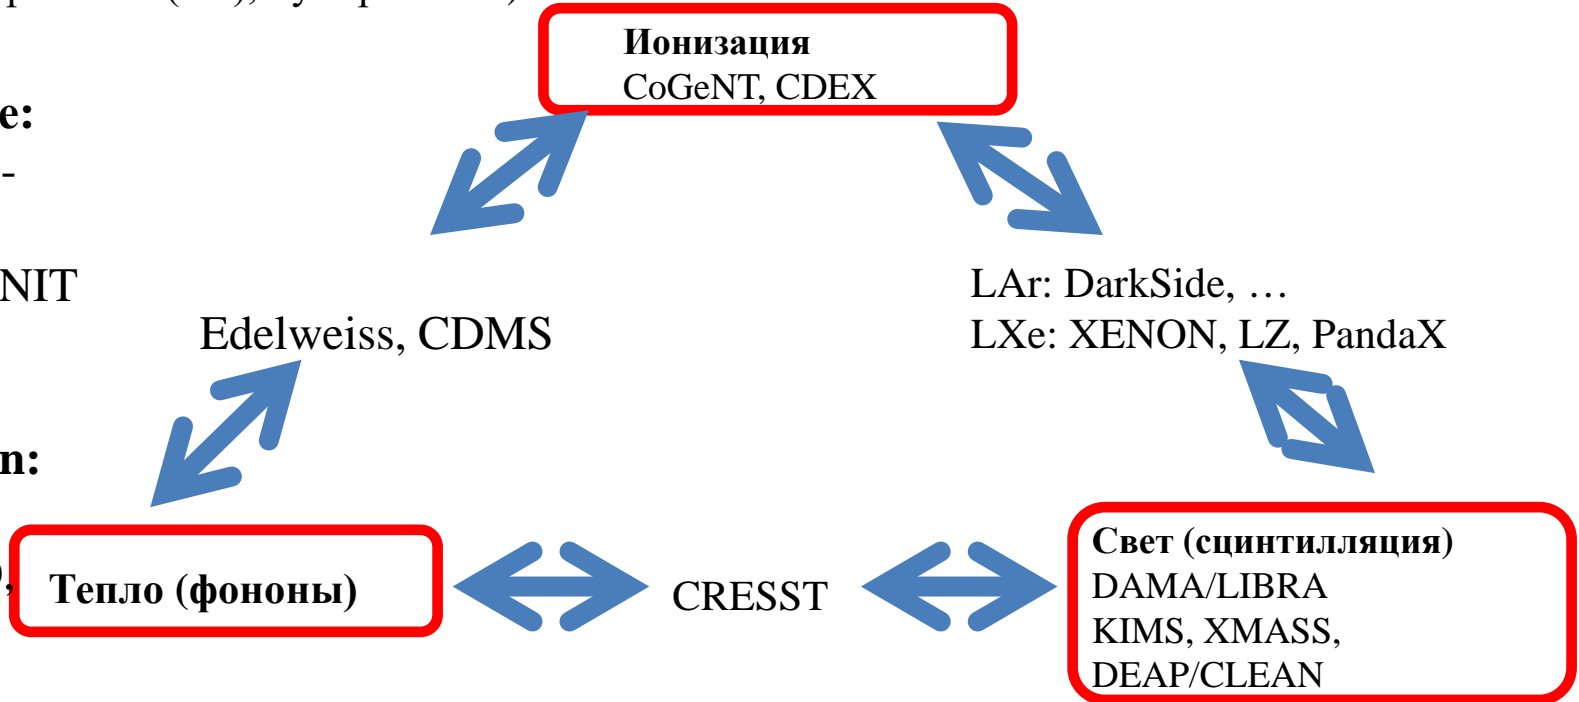 Ионизация
CoGeNT, CDEX
e:
-
NIT
LAr: DarkSide, …
LXe: XENON, LZ, PandaX
Edelweiss, CDMS
n:
Тепло (фононы)
CRESST
Свет (сцинтилляция)
DAMA/LIBRA
KIMS, XMASS,
DEAP/CLEAN